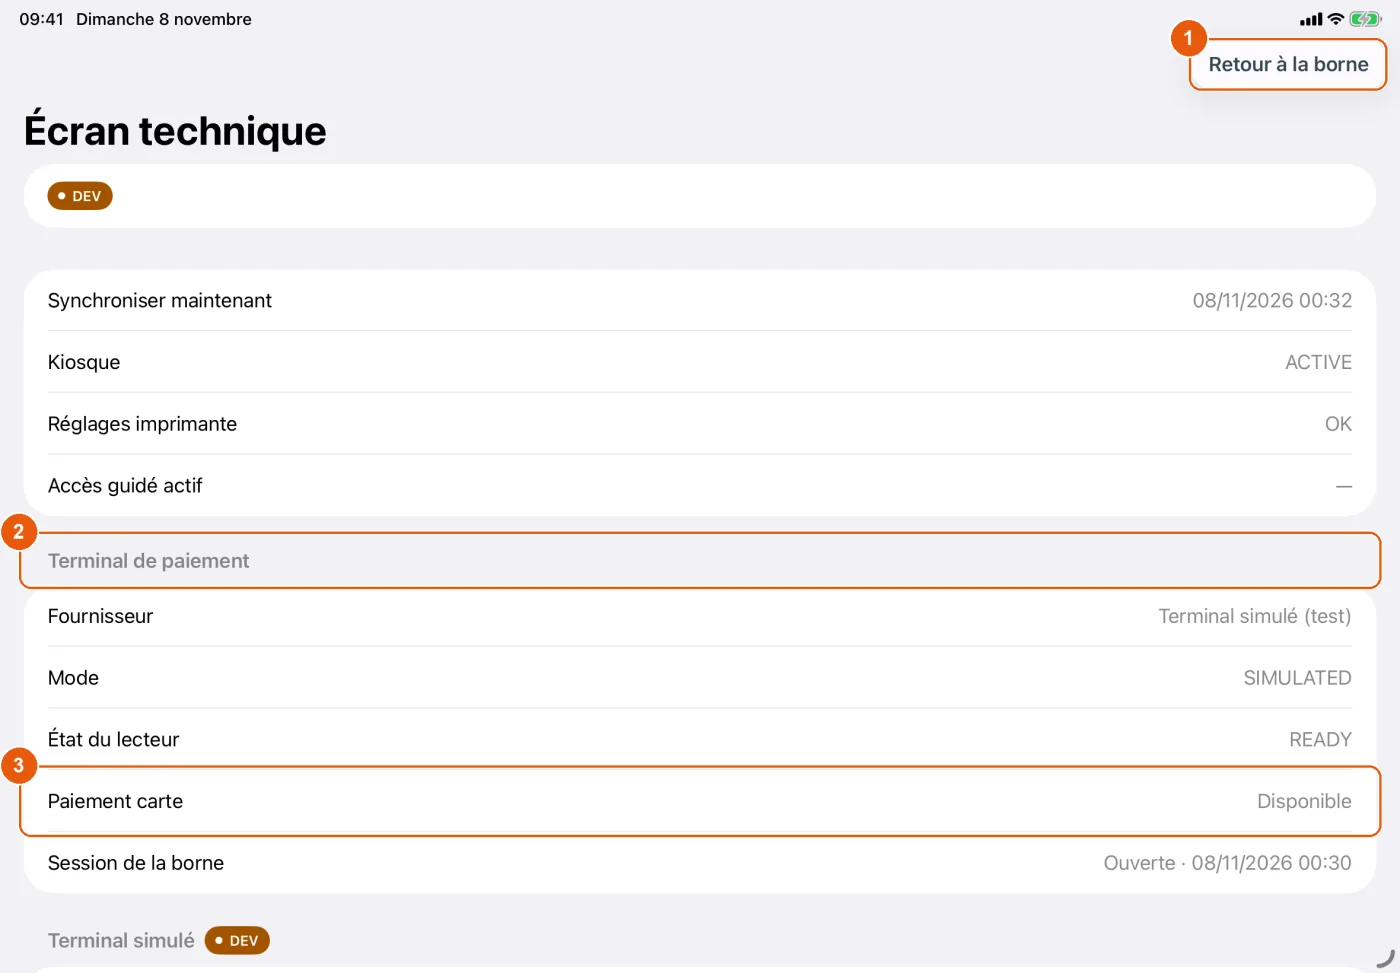 09:41 Dimanche 8 novembre
1
Retour à la borne
Écran technique
DEV
Synchroniser maintenant 08/11/2026 00:32
Kiosque ACTIVE
Réglages imprimante OK
Accès guidé actif —
2
Terminal de paiement
Fournisseur Terminal simulé (test)
Mode SIMULATED
État du lecteur READY
3
Paiement carte Disponible
Session de la borne Ouverte · 08/11/2026 00:30
Terminal simulé DEV